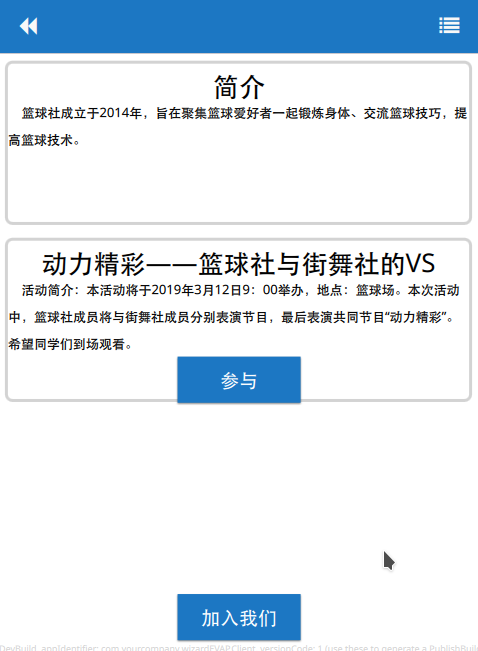 简介
篮球社成立于2014年，旨在聚集篮球爱好者一起锻炼身体、交流篮球技巧，提
高篮球技术。
动力精彩——篮球社与街舞社的VS
活动简介：本活动将于2019年3月12日9：00举办，地点：篮球场。本次活动
中，篮球社成员将与街舞社成员分别表演节目，最后表演共同节目“动力精彩”。
希望同学们到场观看。
参与
加入我们
DevBuild, appIdentifier: com.yourcompany.wizardEVAP.Client, versionCode: 1 (use these to generate a PublishBuild